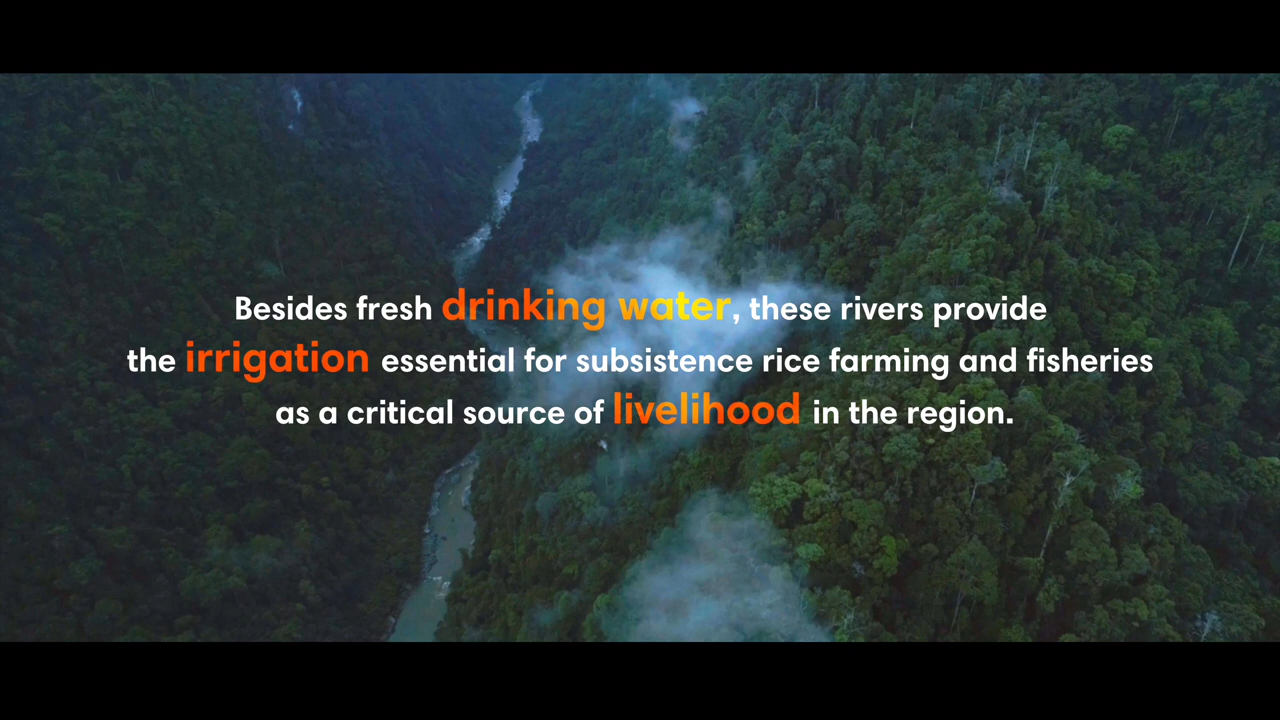 Besides fresh drinking water, these rivers provide
the irrigation essential for subsistence rice farming and fisheries
as a critical source of livelihood in the region.